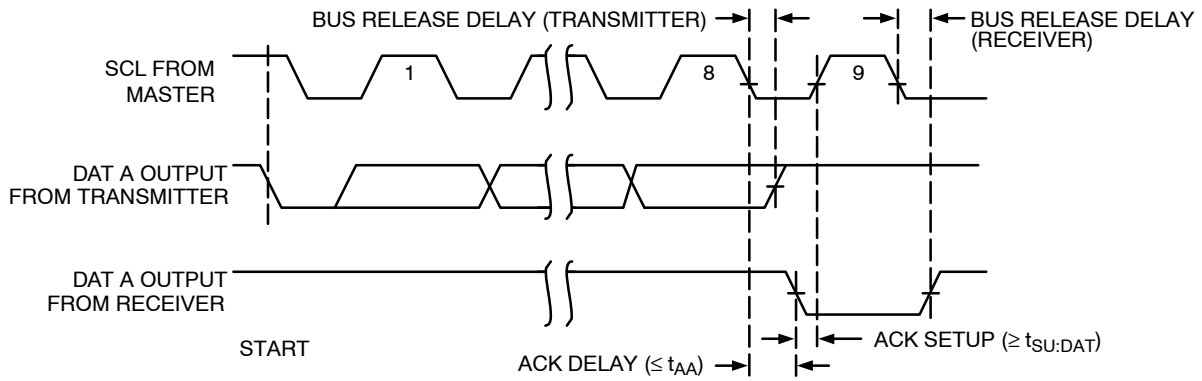 BUS RELEASE DELAY (TRANSMITTER)
BUS RELEASE DELAY
(RECEIVER)
SCL FROM
MASTER
1
8
9
DAT A OUTPUT
FROM TRANSMITTER
DAT A OUTPUT
FROM RECEIVER
START
ACK SETUP (≥ tSU:DAT)
ACK DELAY (≤ tAA)